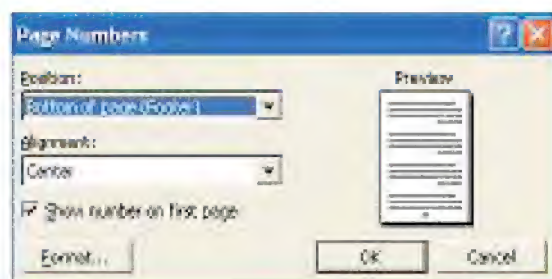 Page Numbers
Position:
Preview
Bottom of page (Footer)
Alignment:
Center
Show number on first page
Format...
OK
Cancel